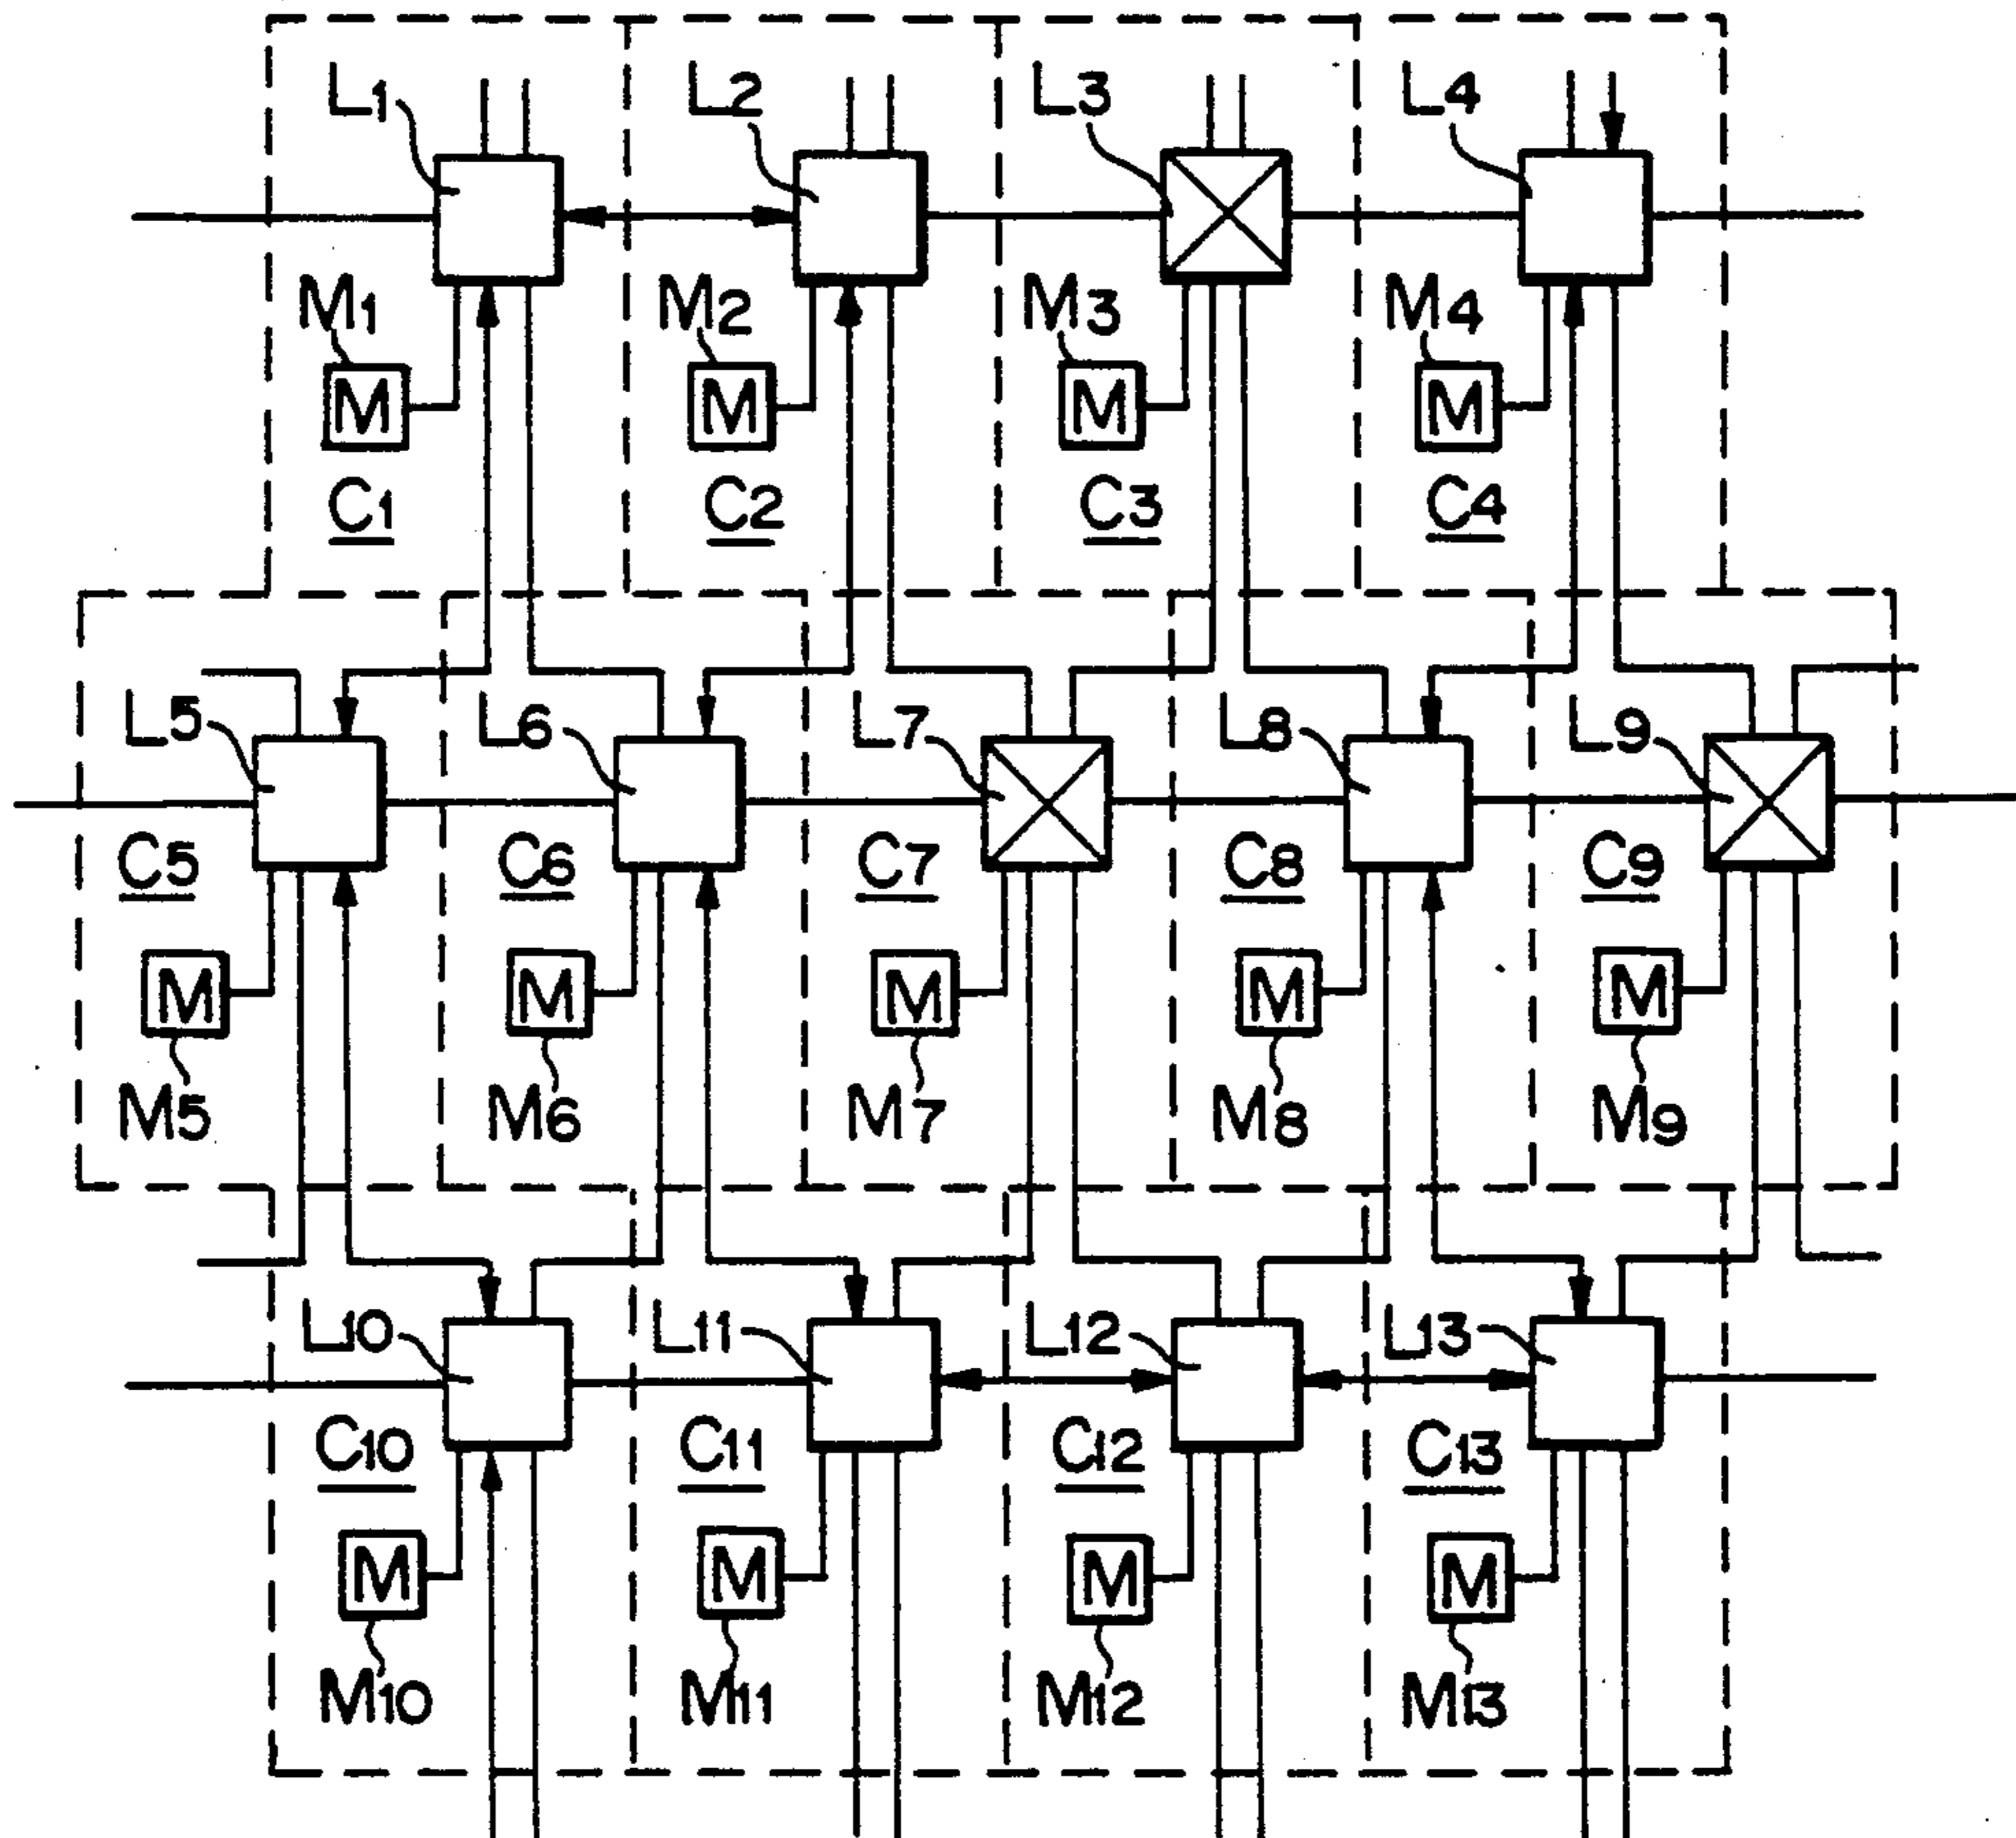 L1 L2 L3 L4
M1 M2 M3 M4
M M M M
C1 C2 C3 C4
L5 L6 L7 L8 L9
C5 C6 C7 C8 C9
M M M M M
M5 M6 M7 M8 M9
L10 L11 L12 L13
C10 C11 C12 C13
M M M M
M10 M11 M12 M13